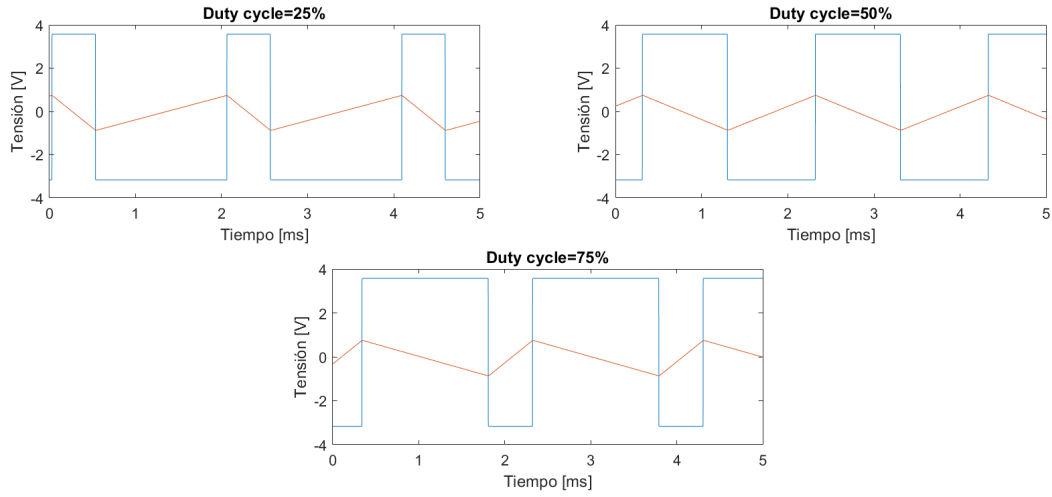 Duty cycle=25%
4
2
0
-2
-4
Tensión [V]
0 1 2 3 4 5
Tiempo [ms]
Duty cycle=50%
4
2
0
-2
-4
Tensión [V]
0 1 2 3 4 5
Tiempo [ms]
Duty cycle=75%
4
2
0
-2
-4
Tensión [V]
0 1 2 3 4 5
Tiempo [ms]